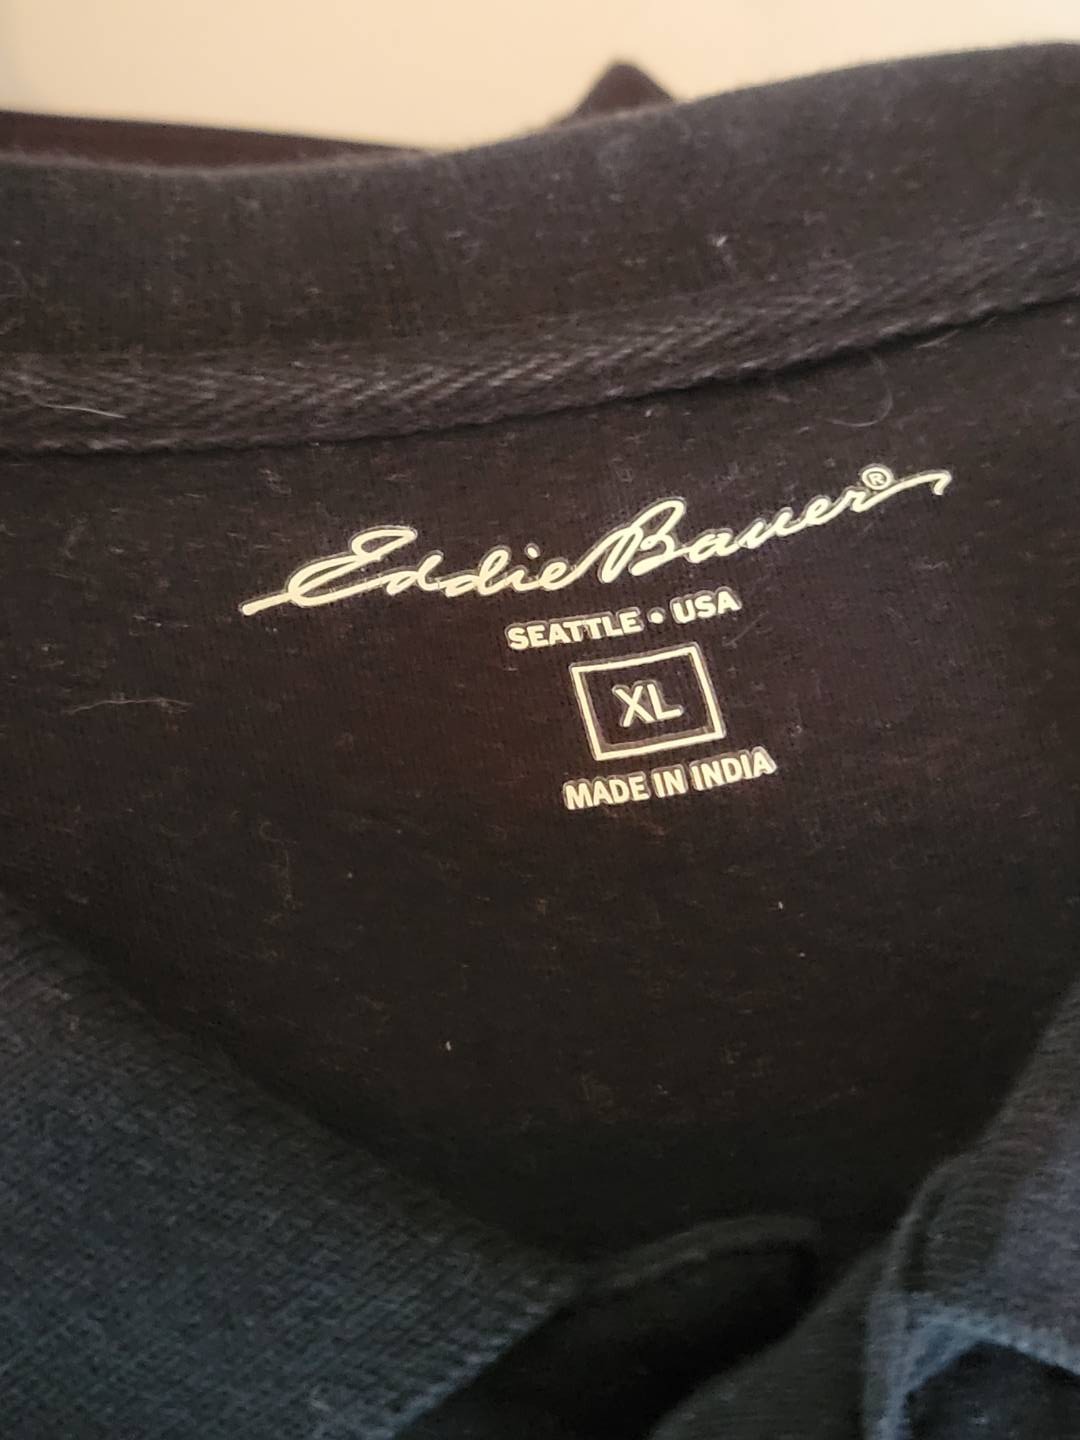 Eddie Bauer®
SEATTLE • USA
XL
MADE IN INDIA